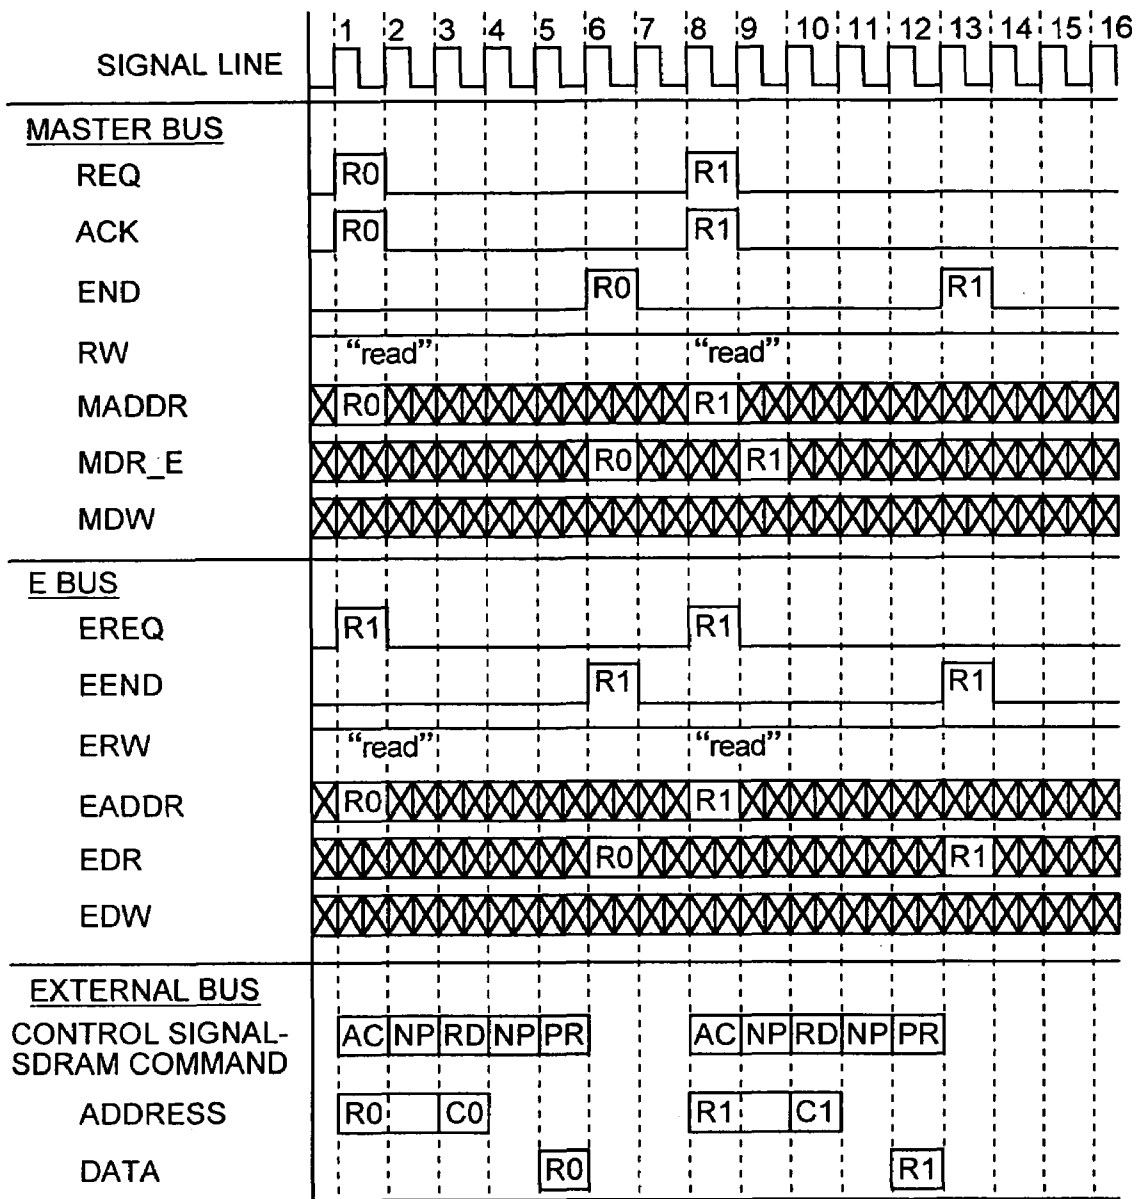 1 2 3 4 5 6 7 8 9 10 11 12 13 14 15 16
SIGNAL LINE
MASTER BUS
REQ R0 R1
ACK R0 R1
END R0 R1
RW “read” “read”
MADDR R0 R1
MDR_E R0 R1
MDW
E BUS
EREQ R1 R1
EEND R1 R1
ERW “read” “read”
EADDR R0 R1
EDR R0 R1
EDW
EXTERNAL BUS
CONTROL SIGNAL- AC NP RD NP PR AC NP RD NP PR
SDRAM COMMAND
ADDRESS R0 C0 R1 C1
DATA R0 R1